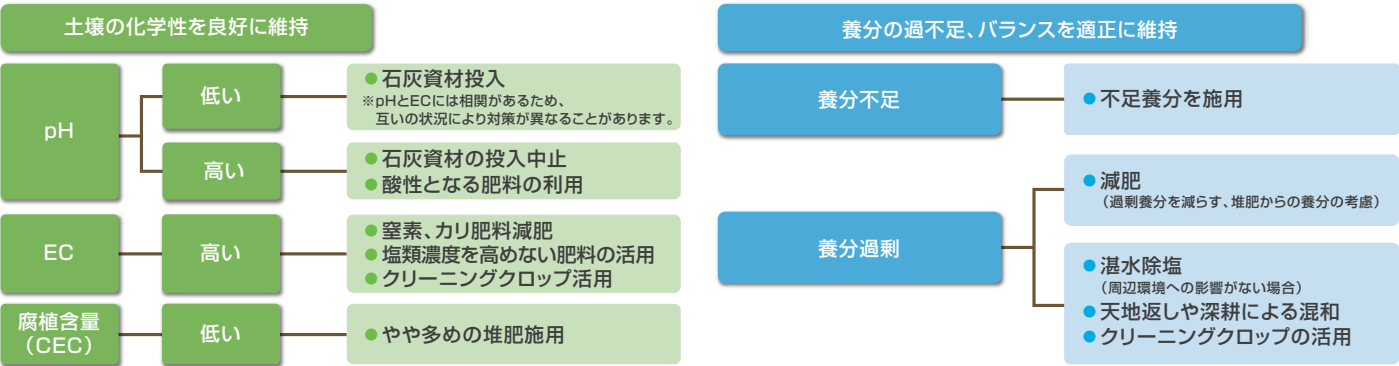 土壌の化学性を良好に維持
pH
低い
●石灰資材投入
※pHとECには相関があるため、
互いの状況により対策が異なることがあります。
高い
●石灰資材の投入中止
●酸性となる肥料の利用
EC
高い
●窒素、カリ肥料減肥
●塩類濃度を高めない肥料の活用
●クリーニングクロップ活用
腐植含量
（CEC）
低い
●やや多めの堆肥施用
養分の過不足、バランスを適正に維持
養分不足
●不足養分を施用
養分過剰
●減肥
（過剰養分を減らす、堆肥からの養分の考慮）
●湛水除塩
（周辺環境への影響がない場合）
●天地返しや深耕による混和
●クリーニングクロップの活用